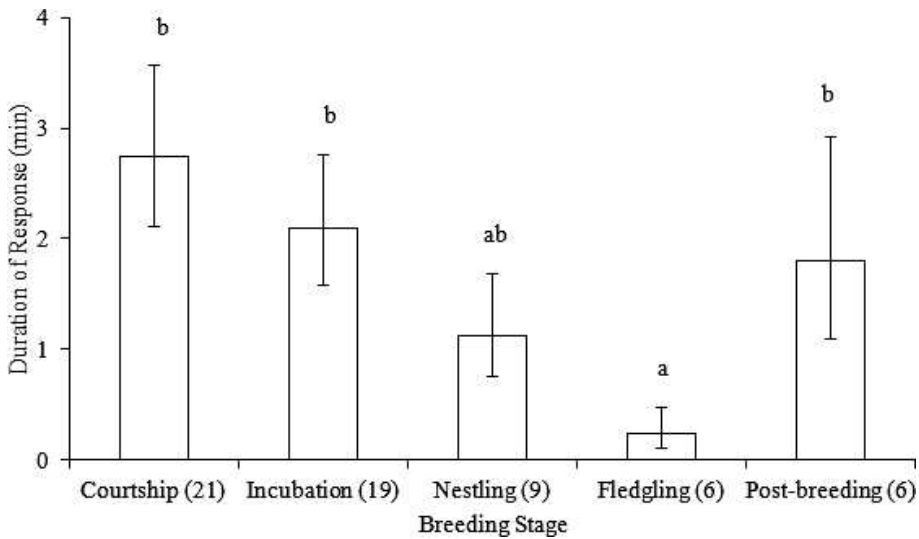 4
b
b
b
3
ab
2
1
a
0
Duration of Response (min)
Courtship (21) Incubation (19) Nestling (9) Fledgling (6) Post-breeding (6)
Breeding Stage